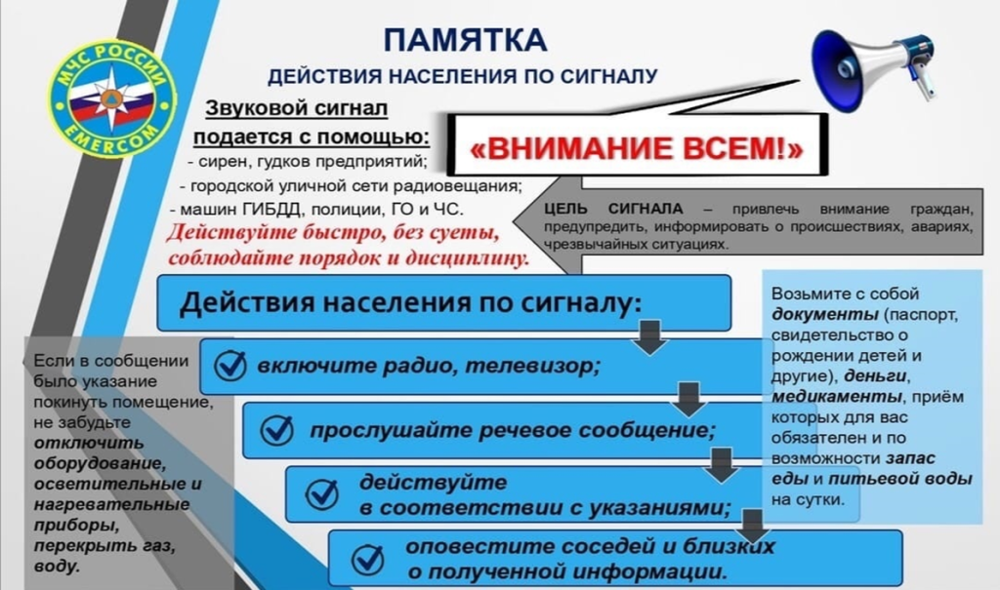 ПАМЯТКА
ДЕЙСТВИЯ НАСЕЛЕНИЯ ПО СИГНАЛУ
МЧС РОССИИ
EMERCOM
«ВНИМАНИЕ ВСЕМ!»
Звуковой сигнал
подается с помощью:
- сирен, гудков предприятий;
- городской уличной сети радиовещания;
- машин ГИБДД, полиции, ГО и ЧС.
Действуйте быстро, без суеты,
соблюдайте порядок и дисциплину.
ЦЕЛЬ СИГНАЛА – привлечь внимание граждан,
предупредить, информировать о происшествиях, авариях,
чрезвычайных ситуациях.
Действия населения по сигналу:
включите радио, телевизор;
прослушайте речевое сообщение;
действуйте
в соответствии с указаниями;
оповестите соседей и близких
о полученной информации.
Если в сообщении
было указание
покинуть помещение,
не забудьте
отключить
оборудование,
осветительные и
нагревательные
приборы,
перекрыть газ,
воду.
Возьмите с собой
документы (паспорт,
свидетельство о
рождении детей и
другие), деньги,
медикаменты, приём
которых для вас
обязателен и по
возможности запас
еды и питьевой воды
на сутки.